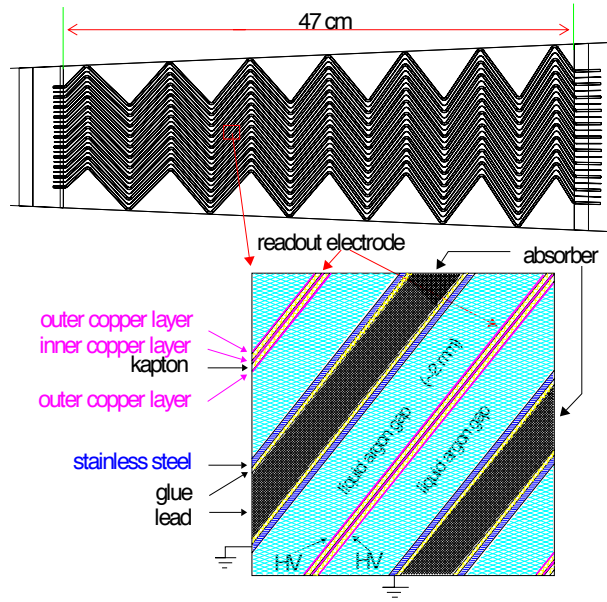 47 cm
readout electrode
absorber
outer copper layer
inner copper layer
kapton
outer copper layer
(~2 mm)
liquid argon gap
liquid argon gap
stainless steel
glue
lead
HV
HV